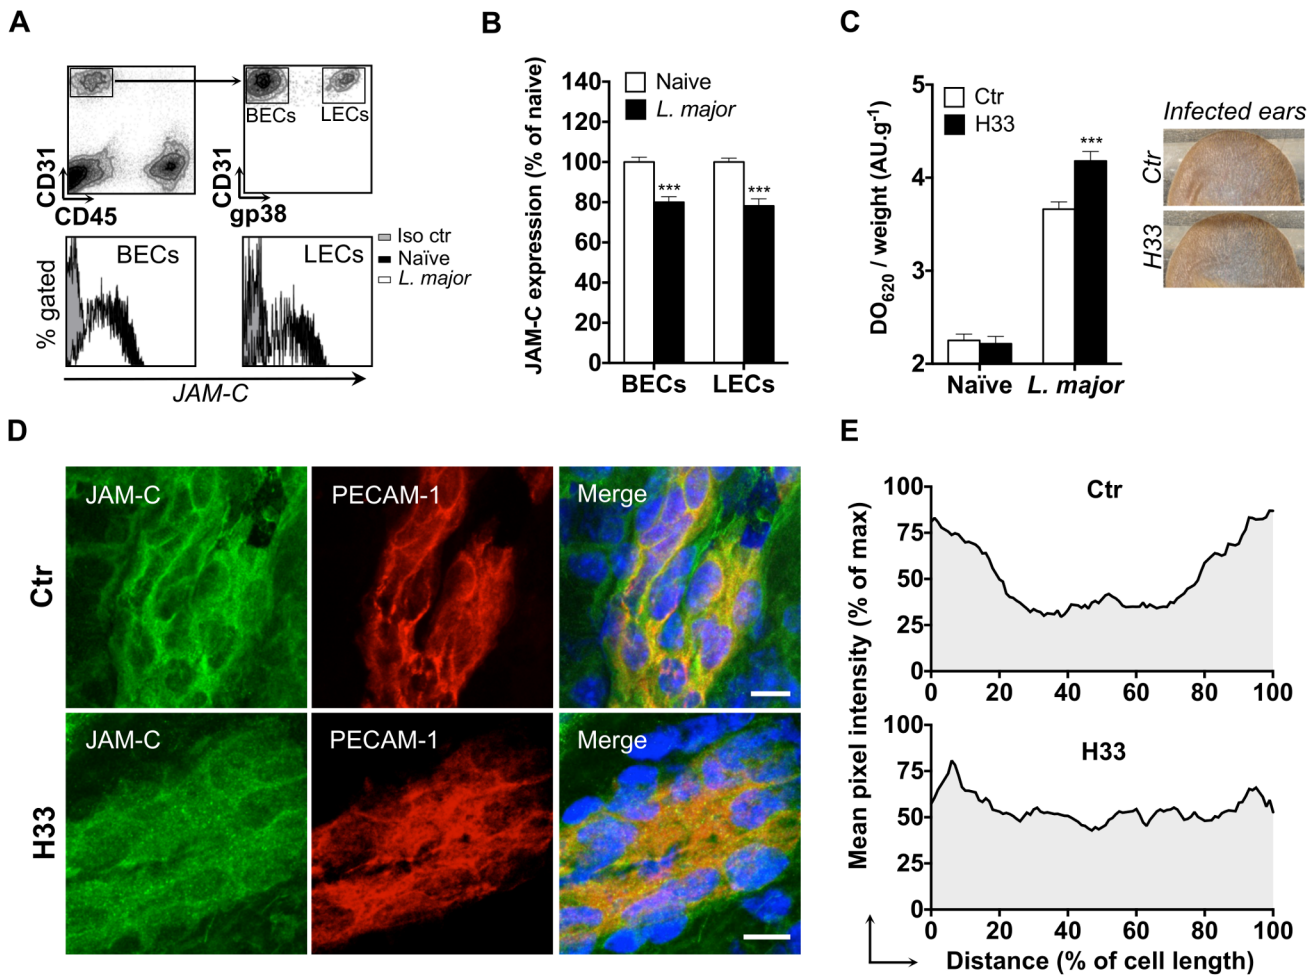 A
CD31
CD45
BECs
LECs
CD31
gp38
% gated
BECs
LECs
Iso ctr
Naïve
L. major
JAM-C
B
JAM-C expression (% of naive)
140
120
100
80
60
40
20
0
Naive
L. major
***
***
BECs
LECs
C
DO620 / weight (AU.g-1)
5
4
3
2
Ctr
H33
***
Naïve
L. major
Infected ears
Ctr
H33
D
Ctr
JAM-C
PECAM-1
Merge
H33
JAM-C
PECAM-1
Merge
E
Mean pixel intensity (% of max)
Ctr
100
75
50
25
0
0 20 40 60 80 100
H33
100
75
50
25
0
0 20 40 60 80 100
Distance (% of cell length)